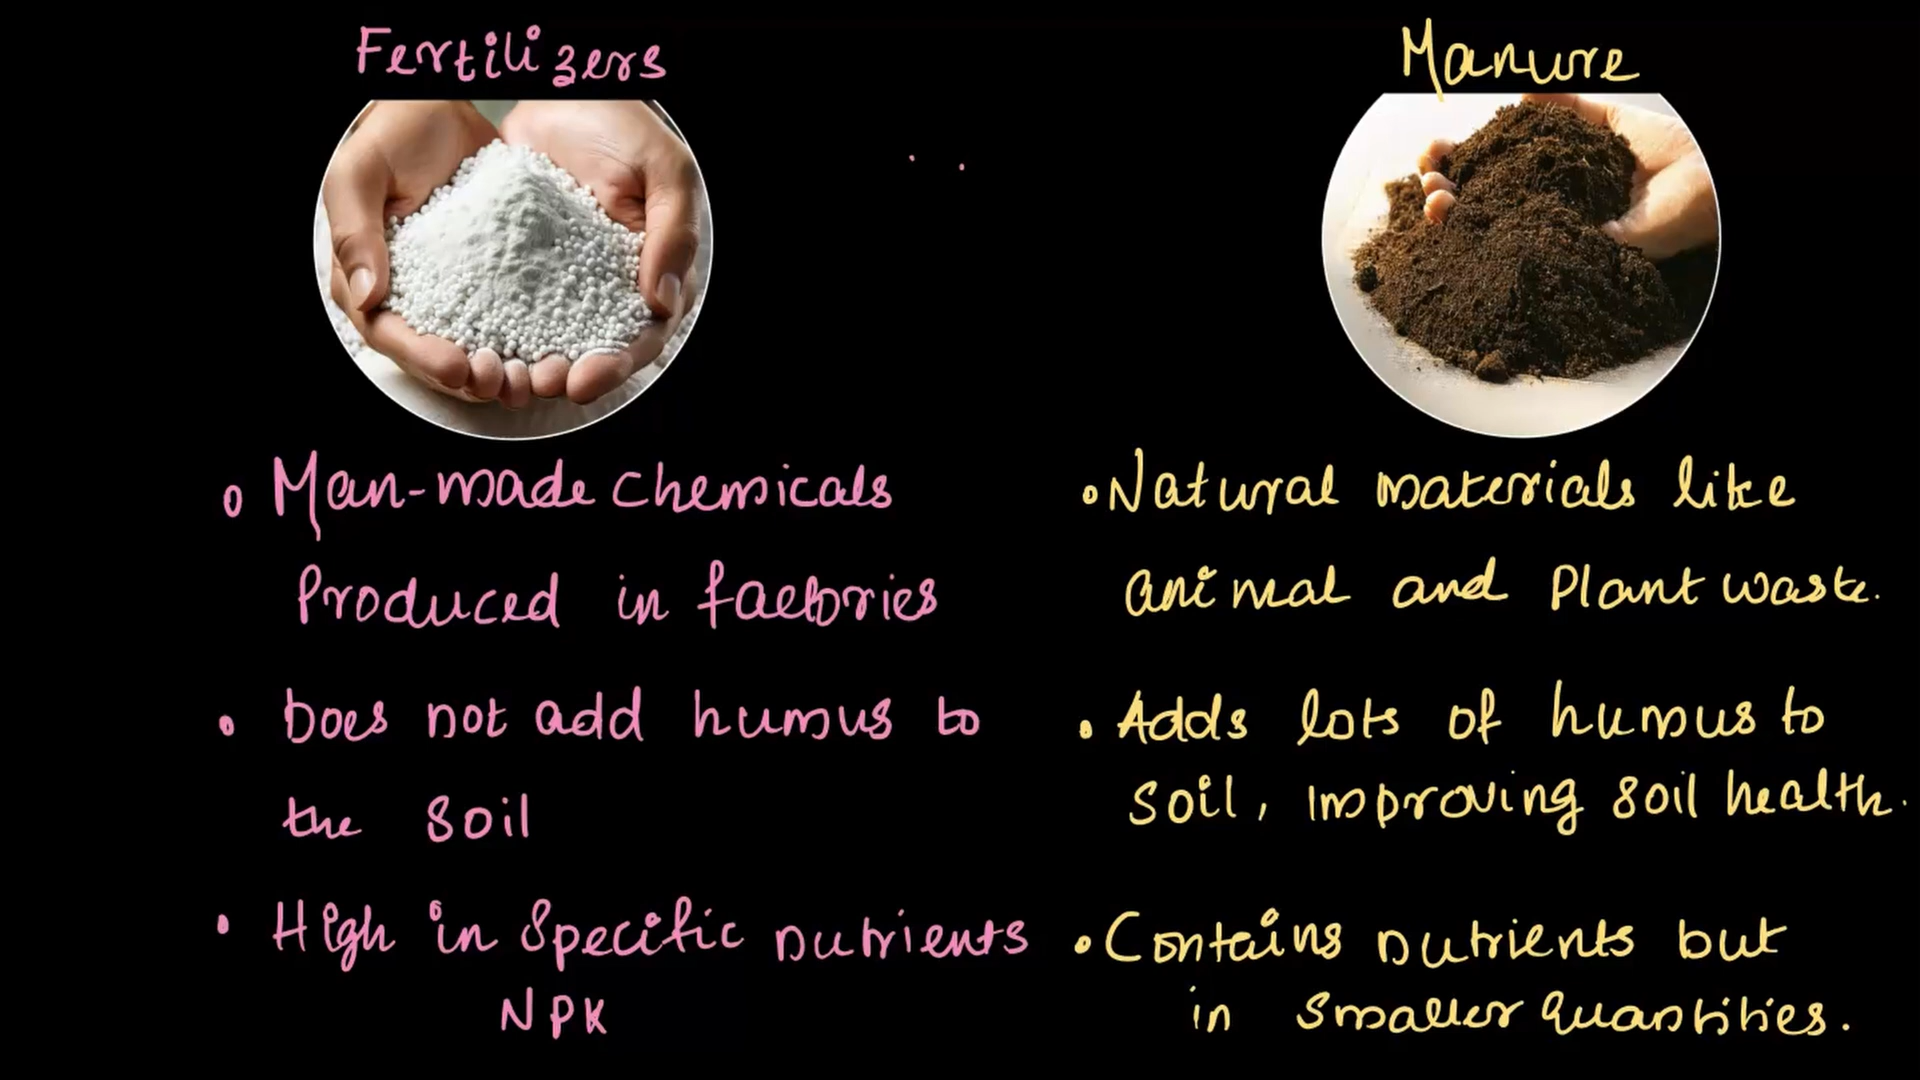 Fertilizers
Man-made chemicals
Produced in factories
Does not add humus to
the soil
High in specific nutrients
NPK
Manure
Natural materials like
animal and Plant waste.
Adds lots of humus to
soil, improving soil health.
Contains nutrients but
in smaller quantities.